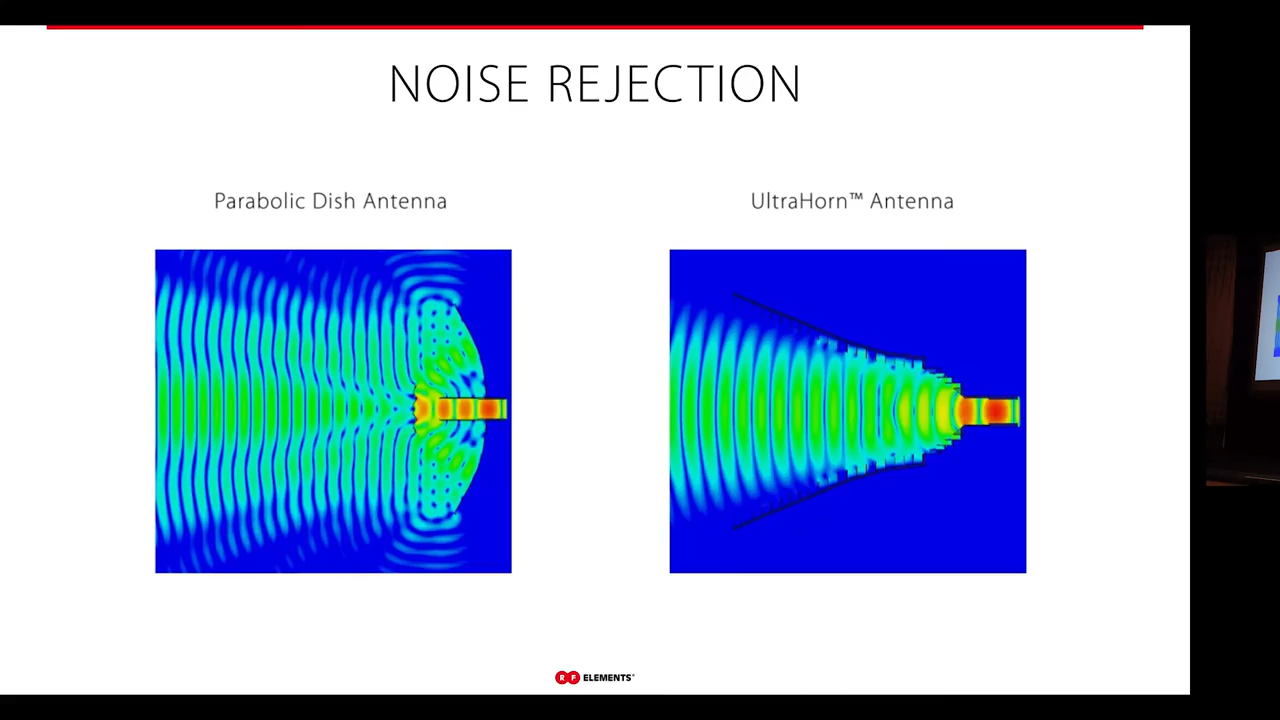 NOISE REJECTION
Parabolic Dish Antenna
UltraHorn™ Antenna
RF ELEMENTS®